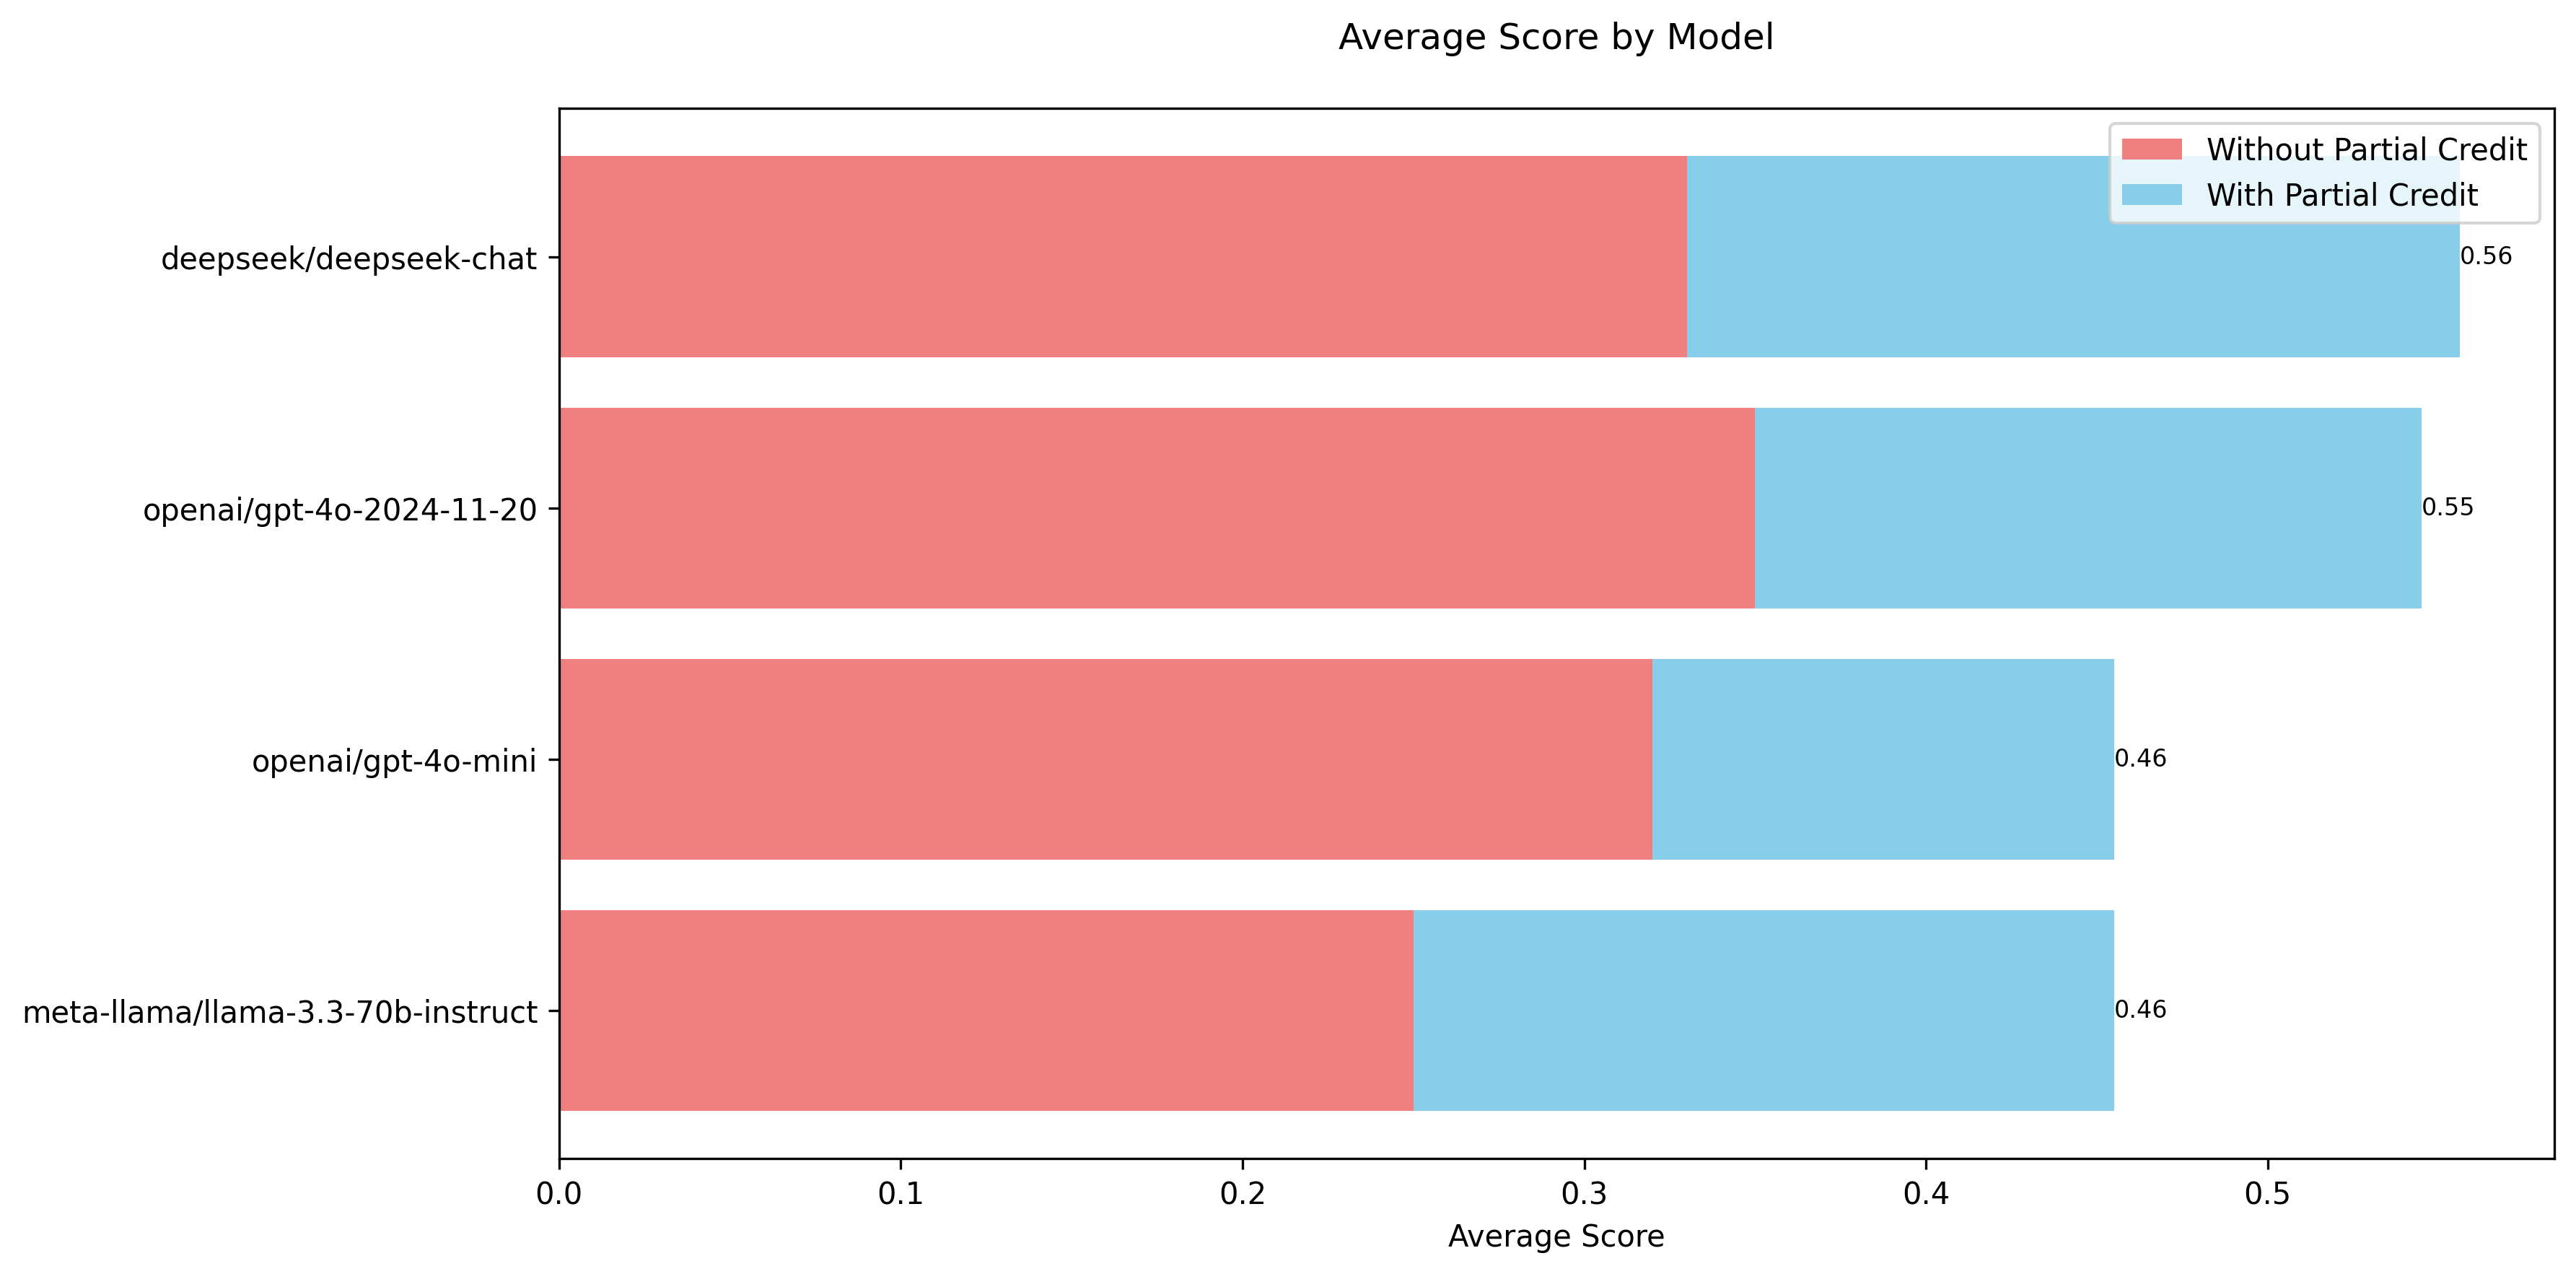 Average Score by Model
Without Partial Credit
With Partial Credit
deepseek/deepseek-chat
0.56
openai/gpt-4o-2024-11-20
0.55
openai/gpt-4o-mini
0.46
meta-llama/llama-3.3-70b-instruct
0.46
0.0 0.1 0.2 0.3 0.4 0.5
Average Score